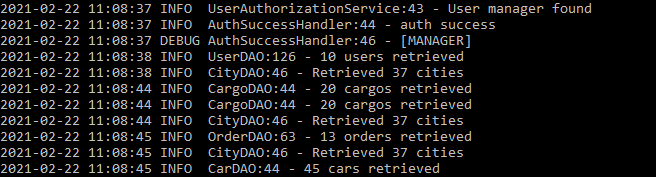 2021-02-22 11:08:37 INFO  UserAuthorizationService:43 - User manager found
2021-02-22 11:08:37 INFO  AuthSuccessHandler:44 - auth success
2021-02-22 11:08:37 DEBUG AuthSuccessHandler:46 - [MANAGER]
2021-02-22 11:08:38 INFO  UserDAO:126 - 10 users retrieved
2021-02-22 11:08:38 INFO  CityDAO:46 - Retrieved 37 cities
2021-02-22 11:08:44 INFO  CargoDAO:44 - 20 cargos retrieved
2021-02-22 11:08:44 INFO  CargoDAO:44 - 20 cargos retrieved
2021-02-22 11:08:44 INFO  CityDAO:46 - Retrieved 37 cities
2021-02-22 11:08:45 INFO  OrderDAO:63 - 13 orders retrieved
2021-02-22 11:08:45 INFO  CityDAO:46 - Retrieved 37 cities
2021-02-22 11:08:45 INFO  CarDAO:44 - 45 cars retrieved